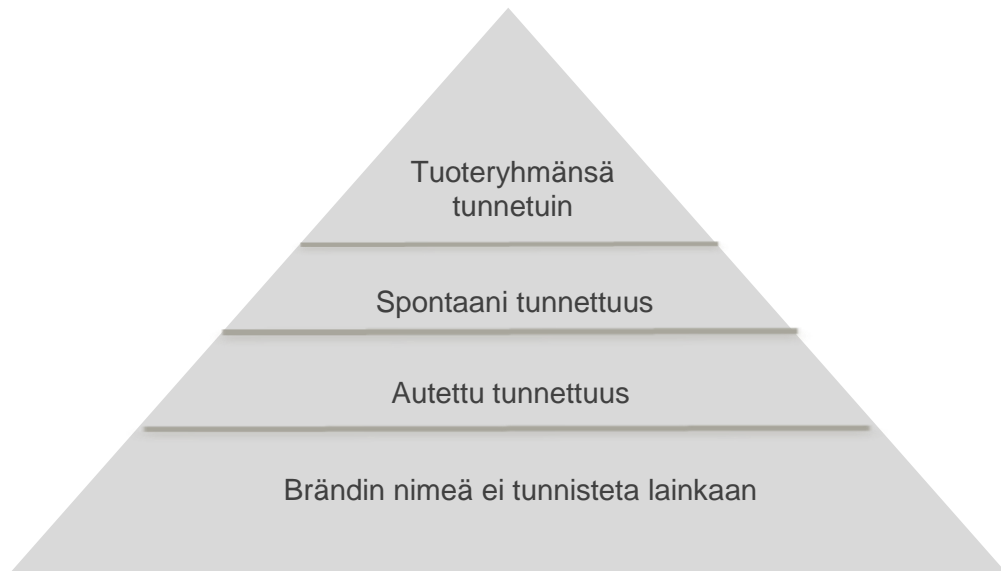 Tuoteryhmänsä
tunnetuin
Spontaani tunnettuus
Autettu tunnettuus
Brändin nimeä ei tunnisteta lainkaan